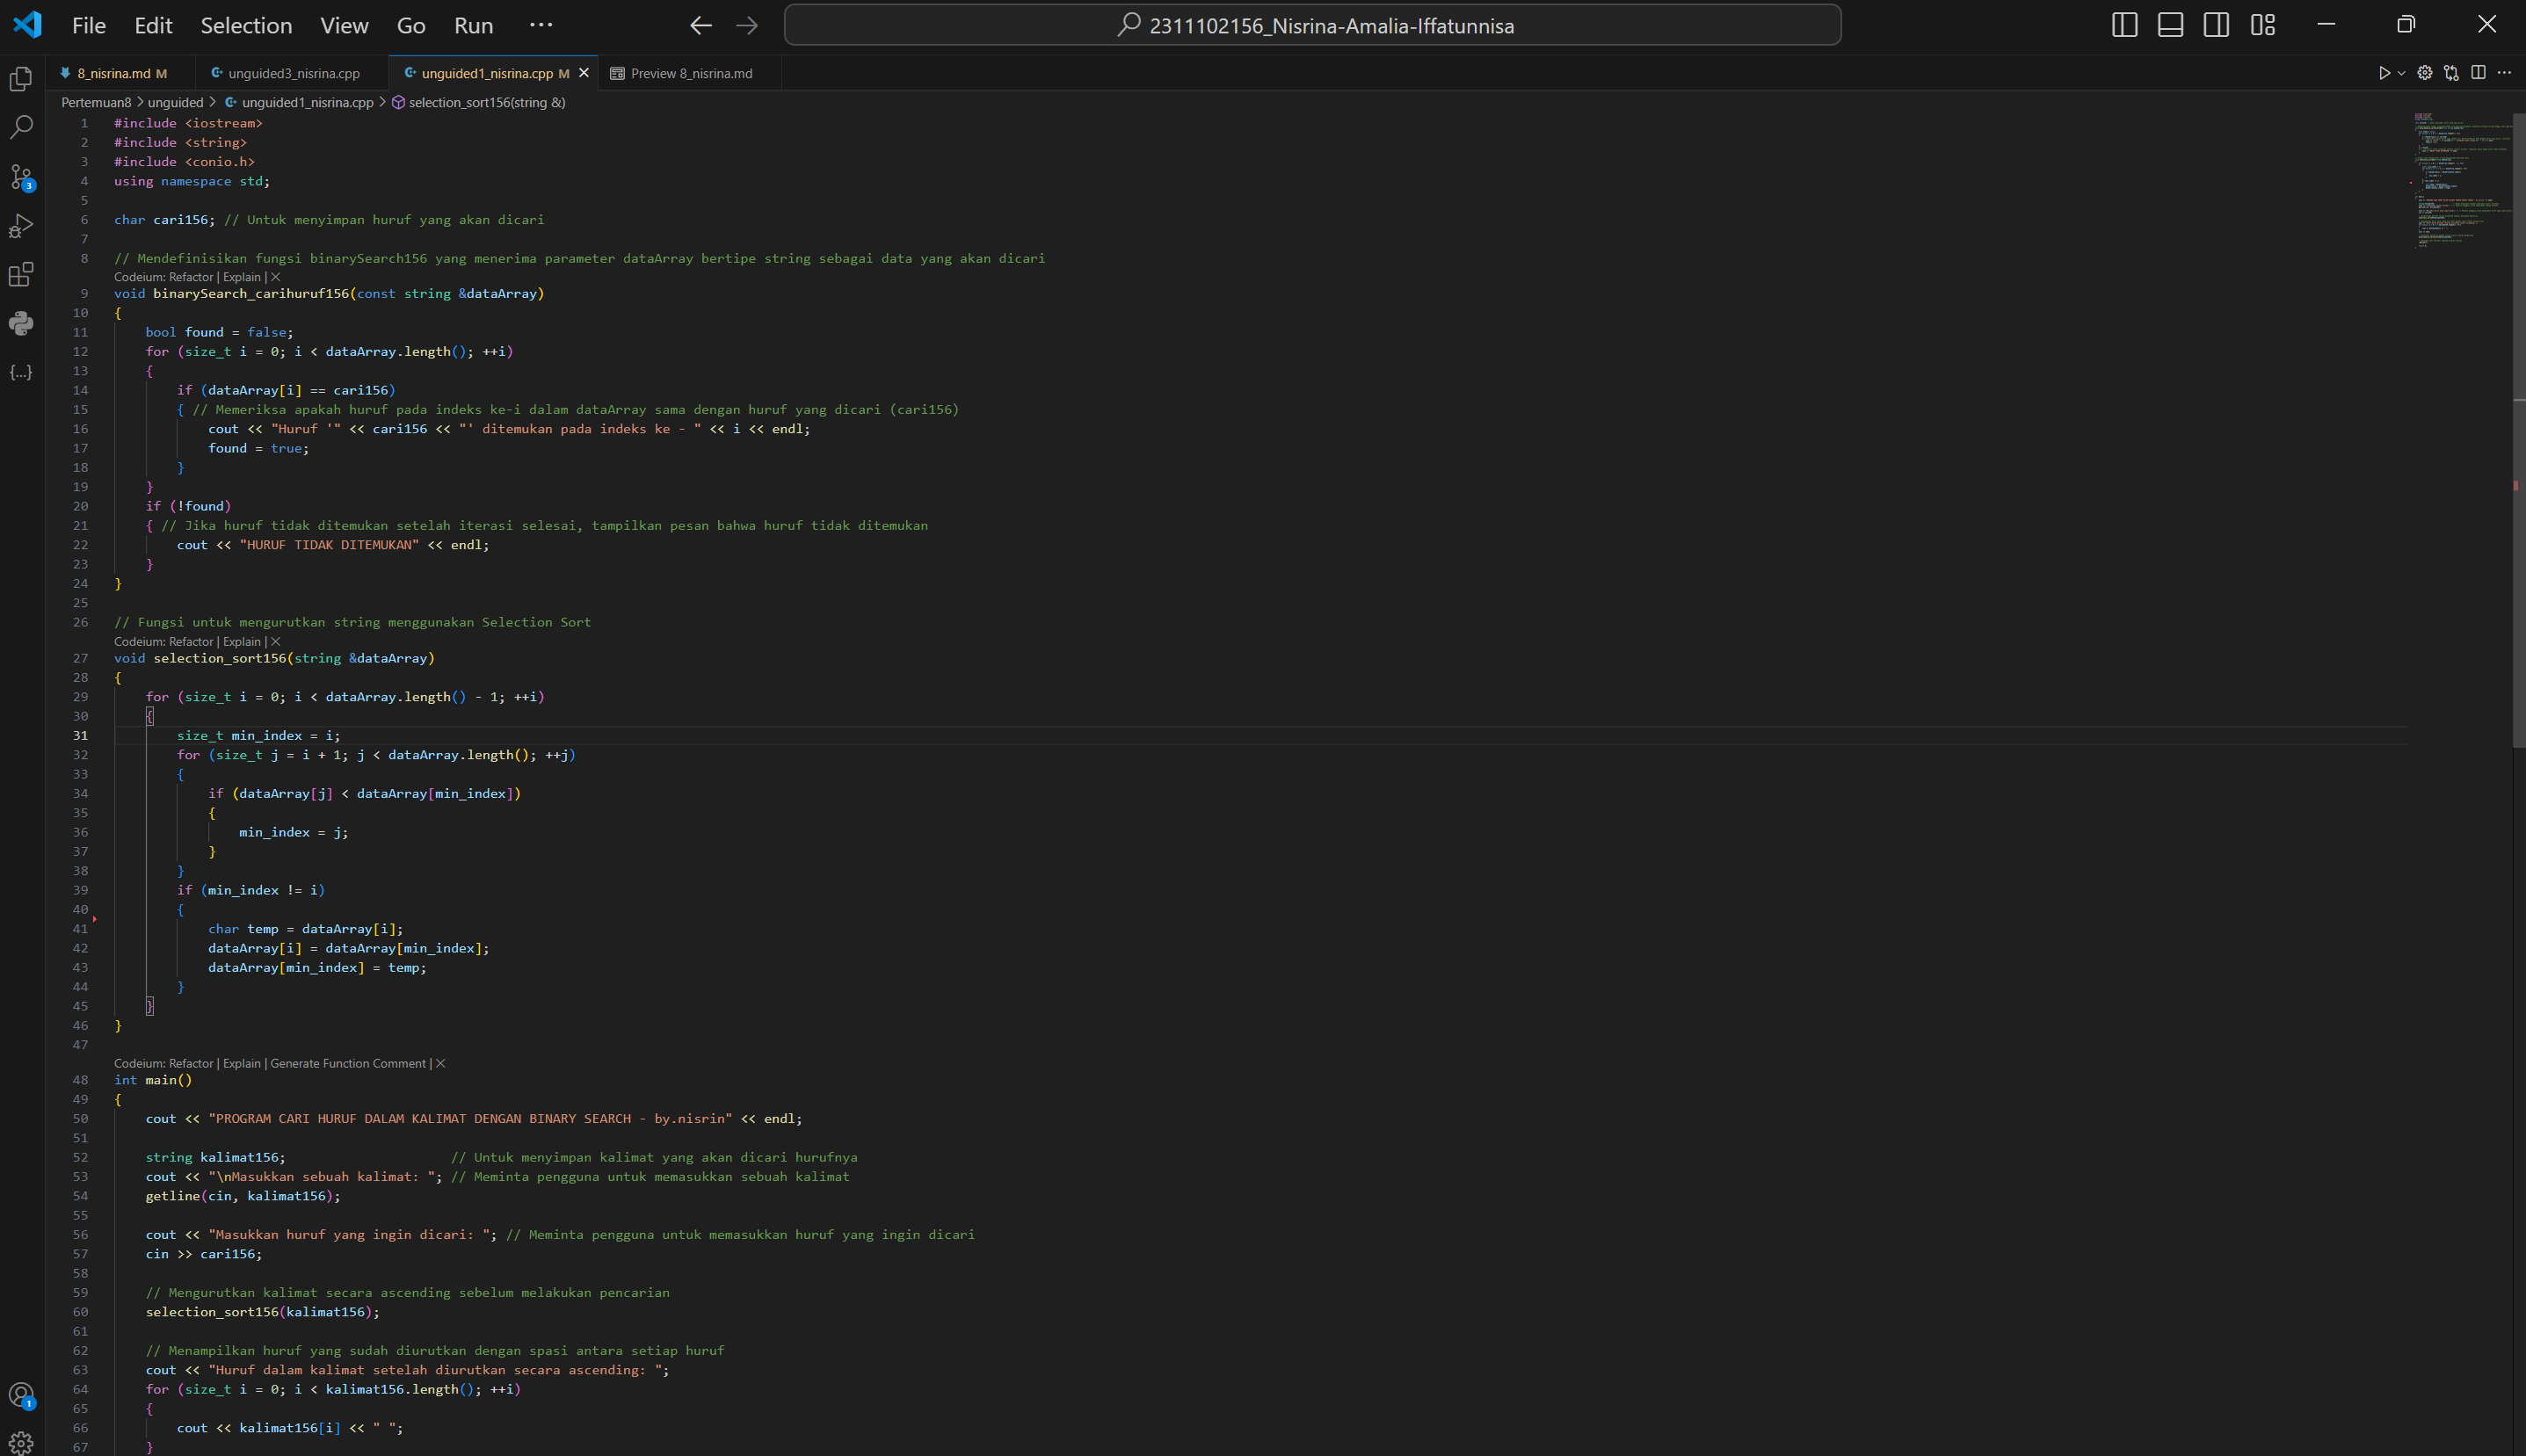 File Edit Selection View Go Run ··· 2311102156_Nisrina-Amalia-Iffatunnisa
8_nisrina.md M unguided3_nisrina.cpp unguided1_nisrina.cpp M Preview 8_nisrina.md
Pertemuan8 > unguided > unguided1_nisrina.cpp > selection_sort156(string &)
1 #include <iostream>
2 #include <string>
3 #include <conio.h>
4 using namespace std;
5
6 char cari156; // Untuk menyimpan huruf yang akan dicari
7
8 // Mendefinisikan fungsi binarySearch156 yang menerima parameter dataArray bertipe string sebagai data yang akan dicari
Codeium: Refactor | Explain | ×
9 void binarySearch_carihuruf156(const string &dataArray)
10 {
11 bool found = false;
12 for (size_t i = 0; i < dataArray.length(); ++i)
13 {
14 if (dataArray[i] == cari156)
15 { // Memeriksa apakah huruf pada indeks ke-i dalam dataArray sama dengan huruf yang dicari (cari156)
16 cout << "Huruf '" << cari156 << "' ditemukan pada indeks ke - " << i << endl;
17 found = true;
18 }
19 }
20 if (!found)
21 { // Jika huruf tidak ditemukan setelah iterasi selesai, tampilkan pesan bahwa huruf tidak ditemukan
22 cout << "HURUF TIDAK DITEMUKAN" << endl;
23 }
24 }
25
26 // Fungsi untuk mengurutkan string menggunakan Selection Sort
Codeium: Refactor | Explain | ×
27 void selection_sort156(string &dataArray)
28 {
29 for (size_t i = 0; i < dataArray.length() - 1; ++i)
30 {
31 size_t min_index = i;
32 for (size_t j = i + 1; j < dataArray.length(); ++j)
33 {
34 if (dataArray[j] < dataArray[min_index])
35 {
36 min_index = j;
37 }
38 }
39 if (min_index != i)
40 {
41 char temp = dataArray[i];
42 dataArray[i] = dataArray[min_index];
43 dataArray[min_index] = temp;
44 }
45 }
46 }
47
Codeium: Refactor | Explain | Generate Function Comment | ×
48 int main()
49 {
50 cout << "PROGRAM CARI HURUF DALAM KALIMAT DENGAN BINARY SEARCH - by.nisrin" << endl;
51
52 string kalimat156; // Untuk menyimpan kalimat yang akan dicari hurufnya
53 cout << "\nMasukkan sebuah kalimat: "; // Meminta pengguna untuk memasukkan sebuah kalimat
54 getline(cin, kalimat156);
55
56 cout << "Masukkan huruf yang ingin dicari: "; // Meminta pengguna untuk memasukkan huruf yang ingin dicari
57 cin >> cari156;
58
59 // Mengurutkan kalimat secara ascending sebelum melakukan pencarian
60 selection_sort156(kalimat156);
61
62 // Menampilkan huruf yang sudah diurutkan dengan spasi antara setiap huruf
63 cout << "Huruf dalam kalimat setelah diurutkan secara ascending: ";
64 for (size_t i = 0; i < kalimat156.length(); ++i)
65 {
66 cout << kalimat156[i] << " ";
67 }
3
1